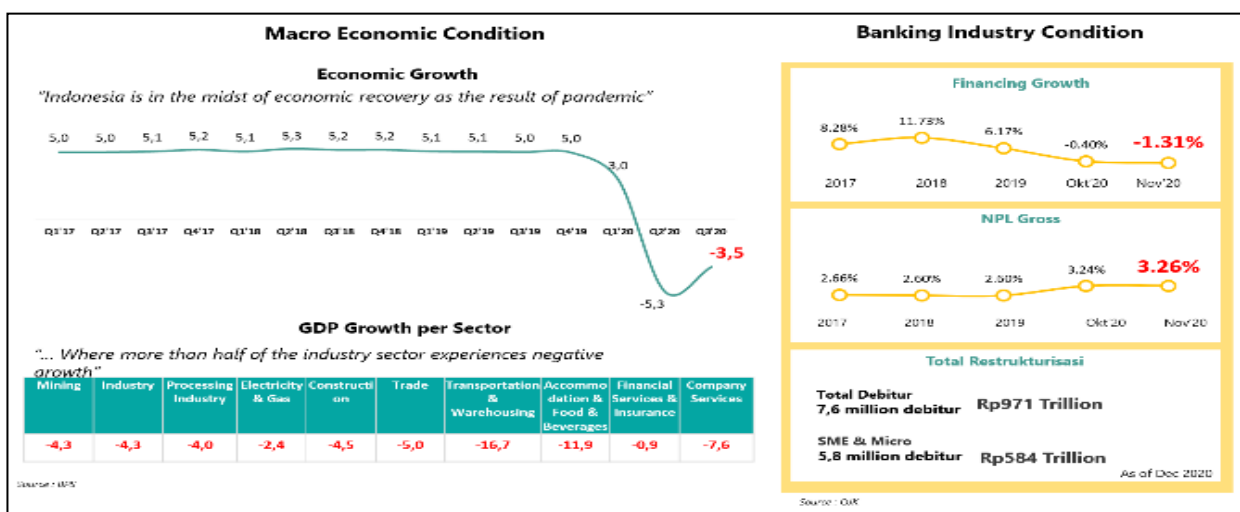 Macro Economic Condition
Economic Growth
"Indonesia is in the midst of economic recovery as the result of pandemic"
5,0 5,0 5,1 5,2 5,1 5,3 5,2 5,2 5,1 5,1 5,0 5,0 3,0
Q1'17 Q2'17 Q3'17 Q4'17 Q1'18 Q2'18 Q3'18 Q4'18 Q1'19 Q2'19 Q3'19 Q4'19 Q1'20 Q2'20 Q3'20
-3,5
-5,3
GDP Growth per Sector
"... Where more than half of the industry sector experiences negative
growth"
Mining Industry Processing Industry Electricity & Gas Constructi on Trade Transportation & Warehousing Accommo dation & Food & Beverages Financial Services & Insurance Company Services
-4,3 -4,3 -4,0 -2,4 -4,5 -5,0 -16,7 -11,9 -0,9 -7,6
Source : BPS
Banking Industry Condition
Financing Growth
8.28% 11.73% 6.17% -0.40% -1.31%
2017 2018 2019 Okt'20 Nov'20
NPL Gross
2.66% 2.60% 2.50% 3.24% 3.26%
2017 2018 2019 Okt'20 Nov'20
Total Restrukturisasi
Total Debitur
7,6 million debitur Rp971 Trillion
SME & Micro
5,8 million debitur Rp584 Trillion
As of Dec 2020
Source : OJK